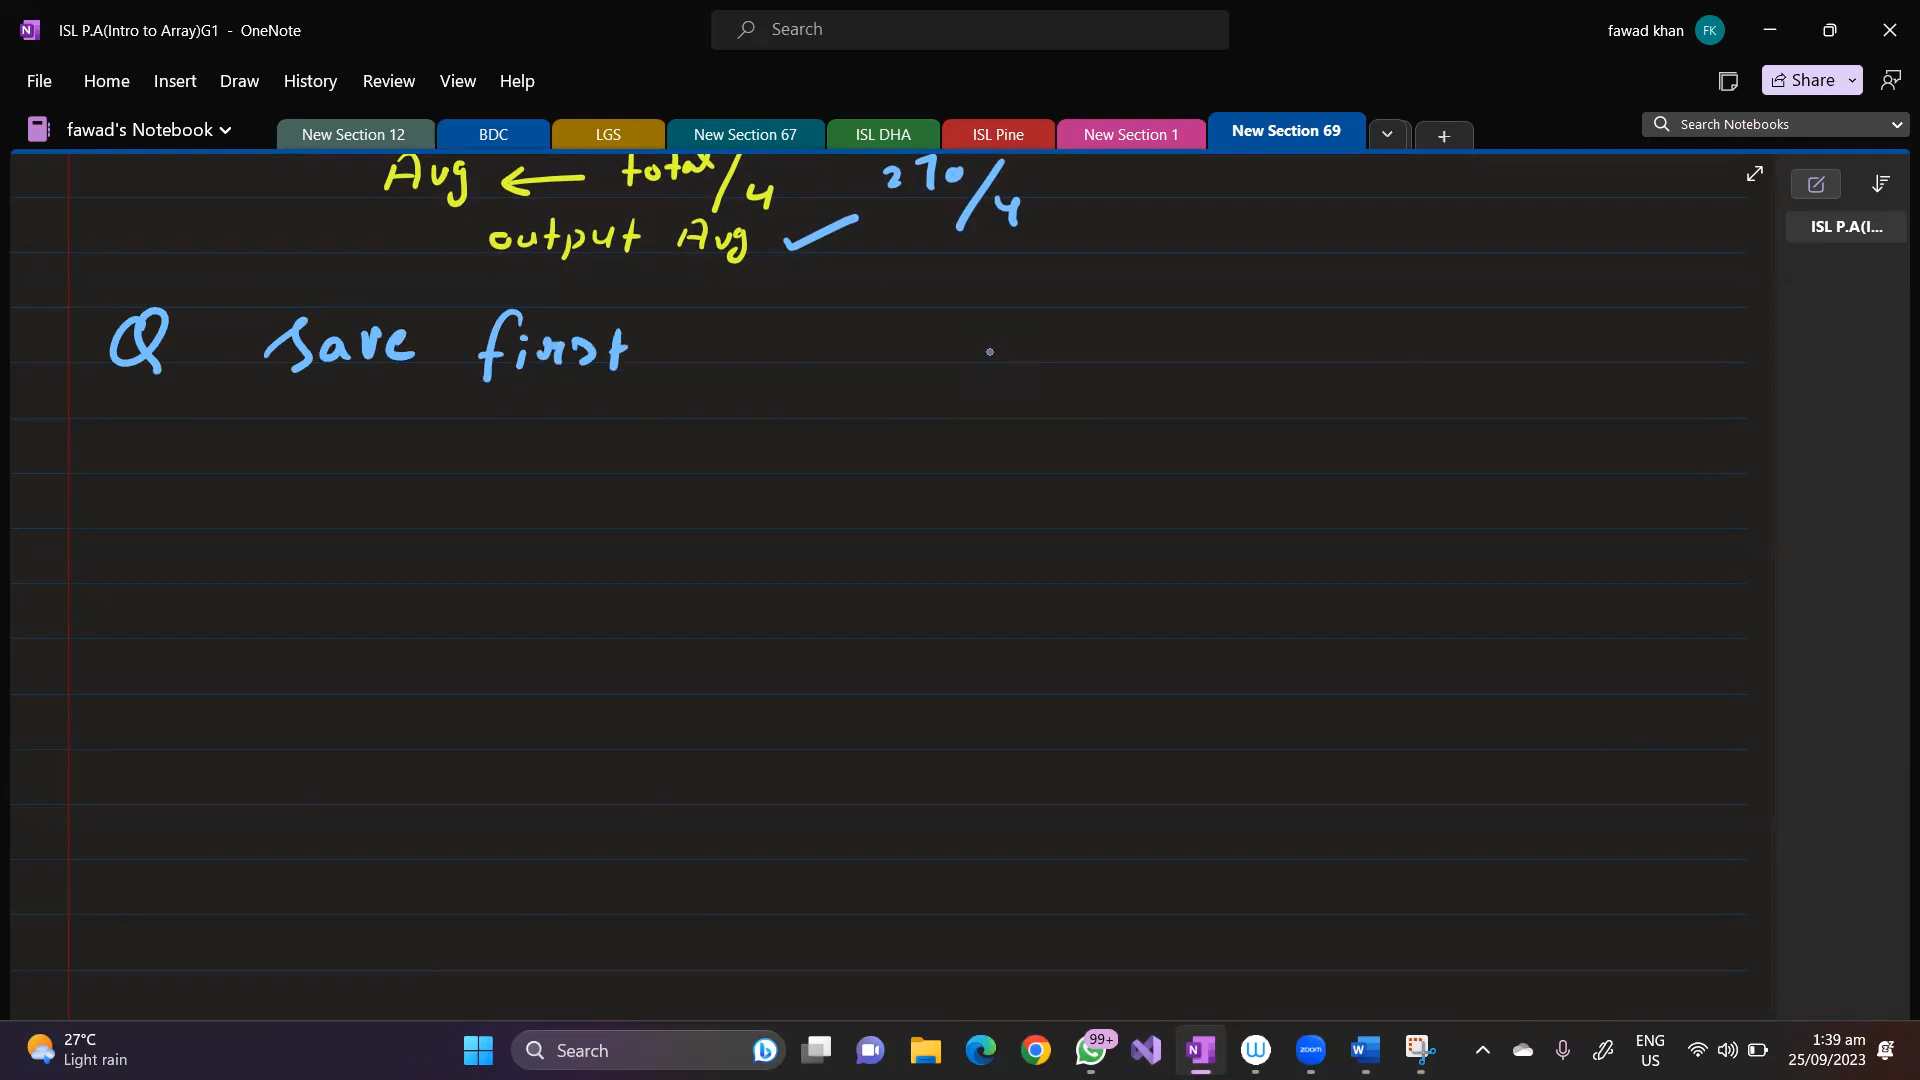 ISL P.A(Intro to Array)G1 - OneNote
Search
fawad khan FK
File Home Insert Draw History Review View Help
Share
fawad's Notebook
New Section 12 BDC LGS New Section 67 ISL DHA ISL Pine New Section 1 New Section 69
Search Notebooks
ISL P.A(I...
Avg ← total/4 270/4
output Avg ✓
Q save first
27°C
Light rain
Search
99+
zoom
ENG
US
1:39 am
25/09/2023